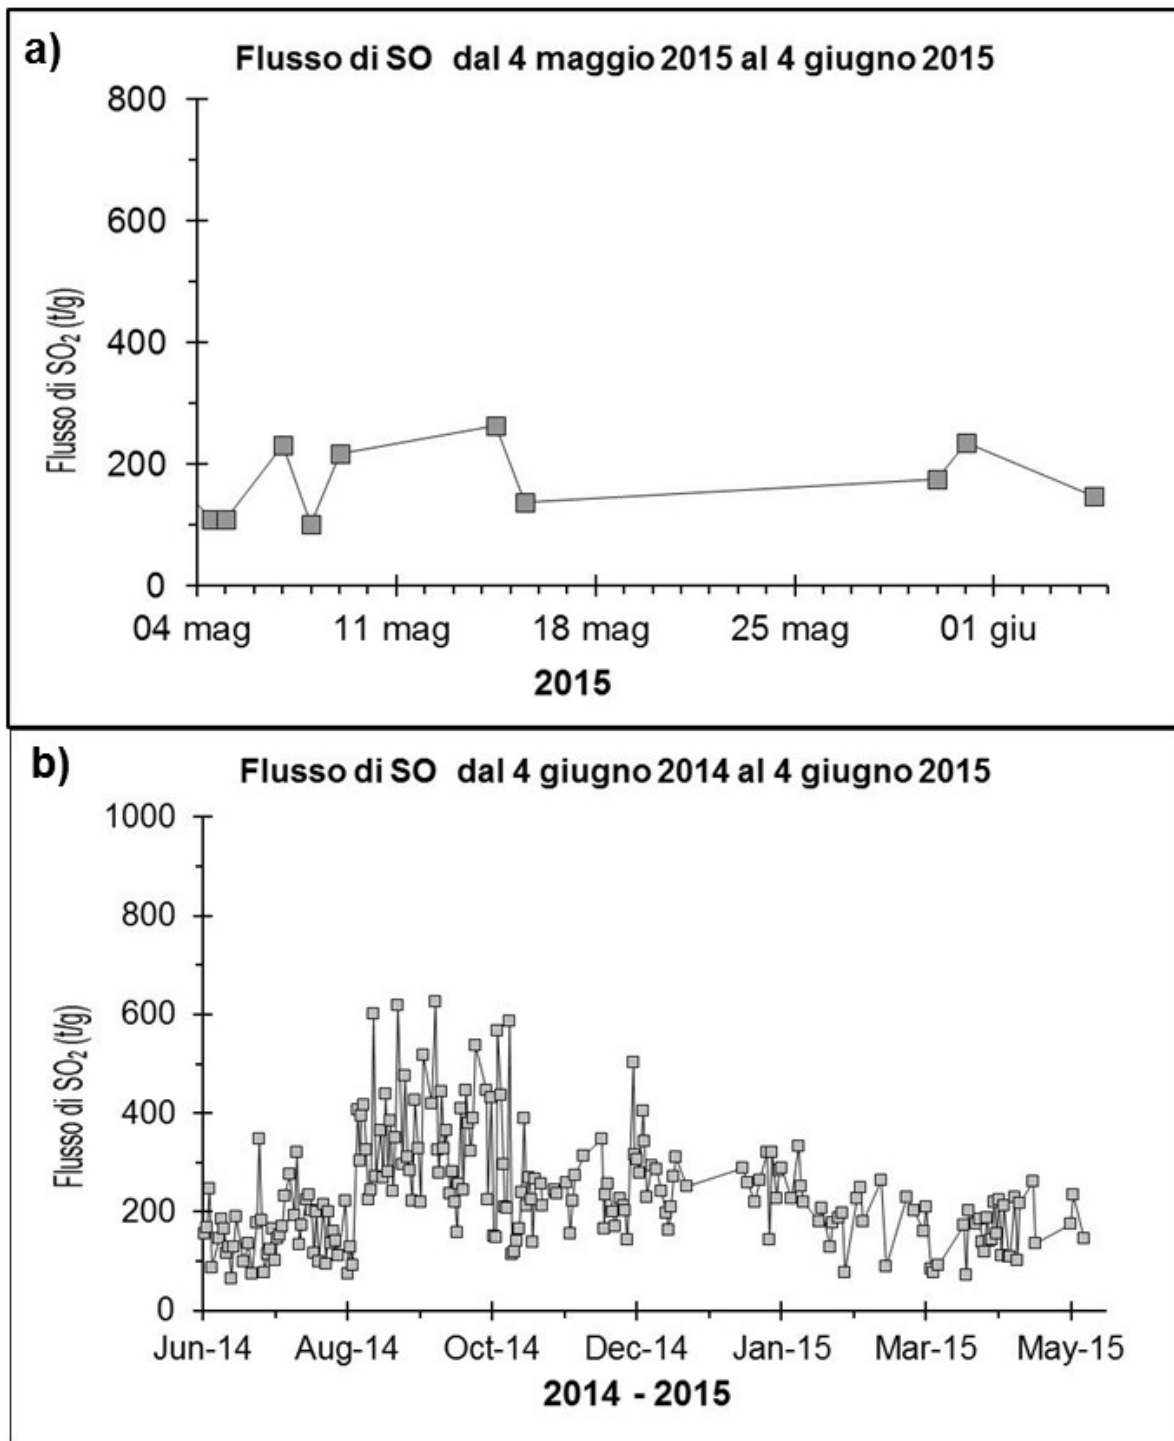 a)
Flusso di SO dal 4 maggio 2015 al 4 giugno 2015
800
600
400
200
0
Flusso di SO₂ (t/g)
04 mag 11 mag 18 mag 25 mag 01 giu
2015
b)
Flusso di SO dal 4 giugno 2014 al 4 giugno 2015
1000
800
600
400
200
0
Flusso di SO₂ (t/g)
Jun-14 Aug-14 Oct-14 Dec-14 Jan-15 Mar-15 May-15
2014 - 2015